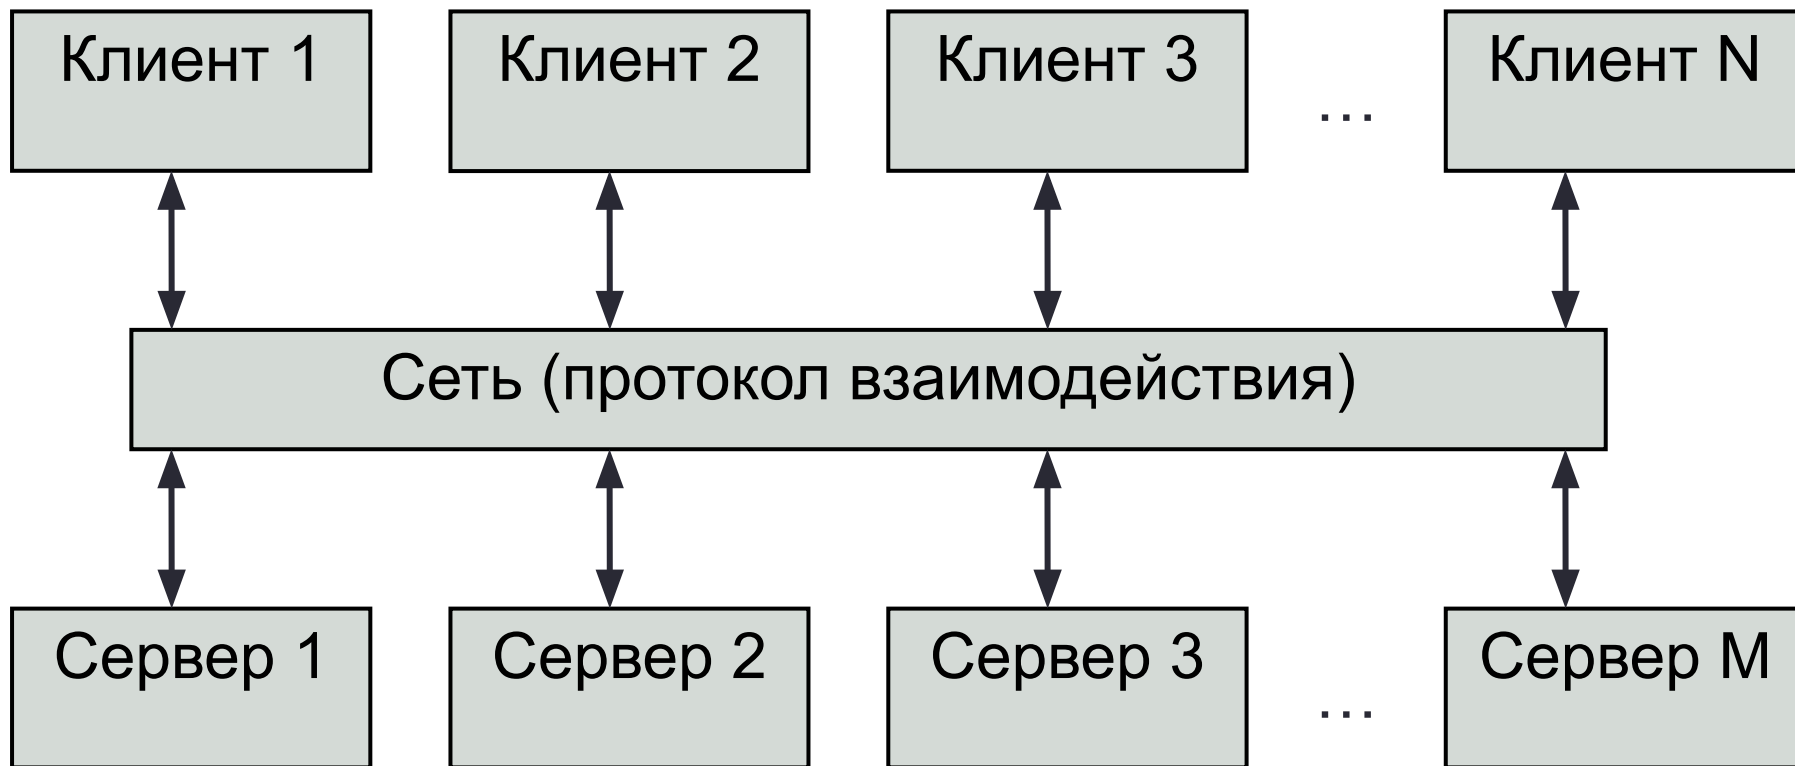 Клиент 1
Клиент 2
Клиент 3
...
Клиент N
Сеть (протокол взаимодействия)
Сервер 1
Сервер 2
Сервер 3
...
Сервер M